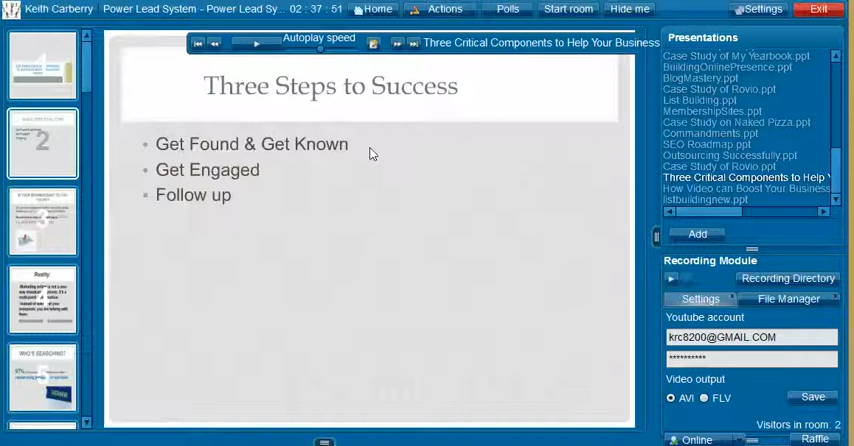 Keith Carberry
Power Lead System - Power Lead Sy...
02 : 37 : 51
Home
Actions
Polls
Start room
Hide me
Settings
Exit
Autoplay speed
Three Critical Components to Help Your Business
Three Steps to Success
• Get Found & Get Known
• Get Engaged
• Follow up
2
Reality:
WHO'S SEARCHING?
97%
Presentations
Case Study of My Yearbook.ppt
BuildingOnlinePresence.ppt
BlogMastery.ppt
Case Study of Rovio.ppt
List Building.ppt
MembershipSites.ppt
Case Study on Naked Pizza.ppt
Commandments.ppt
SEO Roadmap.ppt
Outsourcing Successfully.ppt
Case Study of Rovio.ppt
Three Critical Components to Help Y
How Video can Boost Your Business
listbuildingnew.ppt
Add
Recording Module
Recording Directory
Settings
File Manager
Youtube account
krc8200@GMAIL.COM
**********
Video output
AVI
FLV
Save
Visitors in room. 2
Online
Raffle